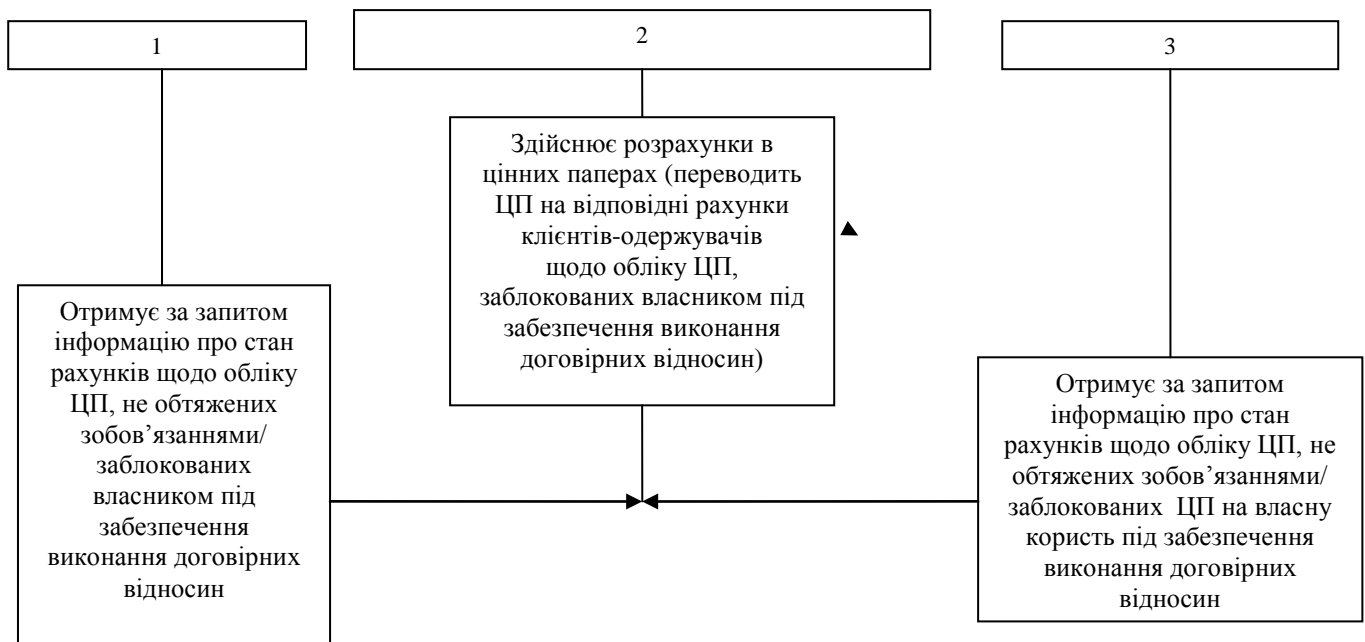 1
2
3
Здійснює розрахунки в
цінних паперах (переводить
ЦП на відповідні рахунки
клієнтів-одержувачів
щодо обліку ЦП,
заблокованих власником під
забезпечення виконання
договірних відносин)
Отримує за запитом
інформацію про стан
рахунків щодо обліку
ЦП, не обтяжених
зобов’язаннями/
заблокованих
власником під
забезпечення
виконання договірних
відносин
Отримує за запитом
інформацію про стан
рахунків щодо обліку ЦП, не
обтяжених зобов’язаннями/
заблокованих ЦП на власну
користь під забезпечення
виконання договірних
відносин